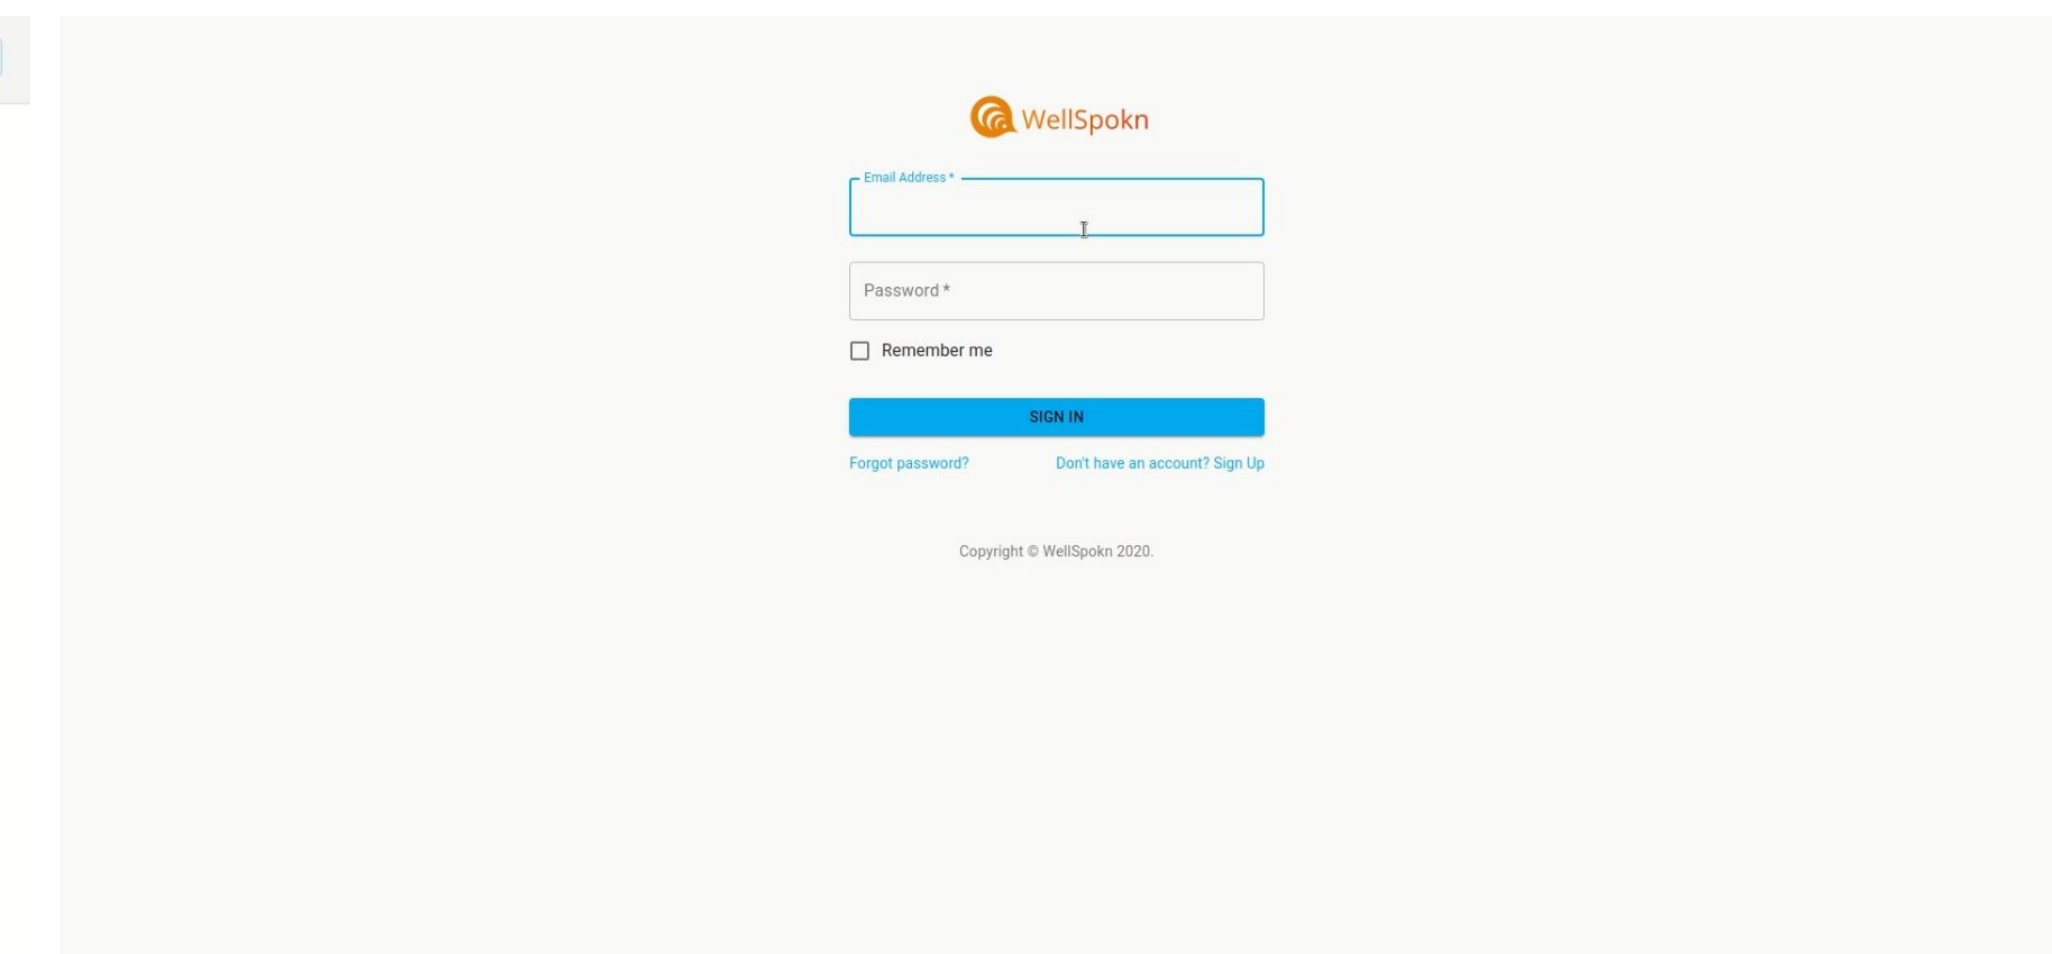 WellSpokn
Email Address *
Password *
Remember me
SIGN IN
Forgot password? Don't have an account? Sign Up
Copyright © WellSpokn 2020.